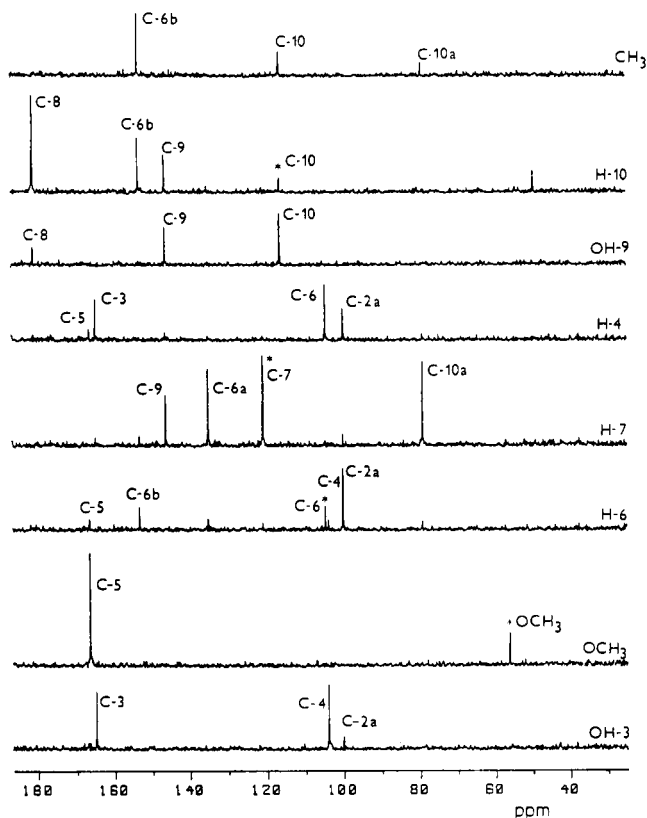 C-6b
C-10
C-10a
CH3
C-8
C-6b
C-9
* C-10
H-10
C-8
C-9
C-10
OH-9
C-5
C-3
C-6
C-2a
H-4
C-9
C-6a
*
C-7
C-10a
H-7
C-5
C-6b
C-6*
C-4
C-2a
H-6
C-5
+ OCH3
OCH3
C-3
C-4
C-2a
OH-3
180 160 140 120 100 80 60 40
ppm